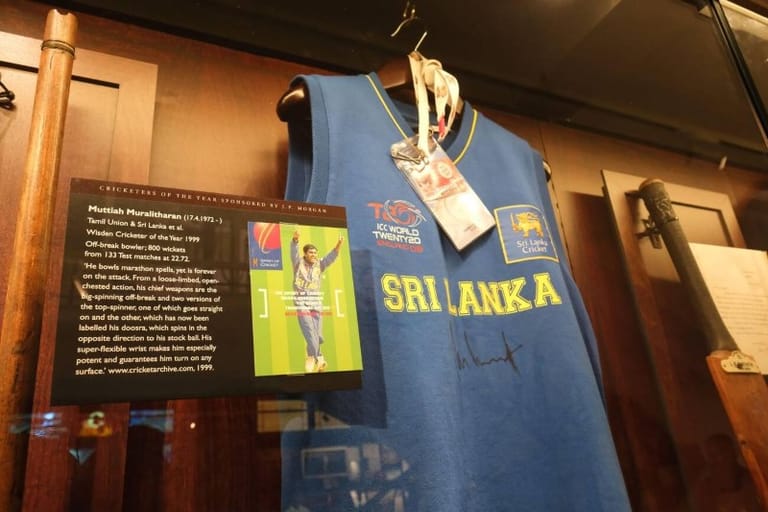 CRICKETERS OF THE YEAR SPONSORED BY J.P. MORGAN
Muttiah Muralitharan (17.4.1972 - )
Tamil Union & Sri Lanka et al.
Wisden Cricketer of the Year 1999
Off-break bowler; 800 wickets
from 133 Test matches at 22.72.
'He bowls marathon spells, yet is forever
on the attack. From a loose-limbed, open-
chested action, his chief weapons are the
big-spinning off-break and two versions of
the top-spinner, one of which goes straight
on and the other, which has now been
labelled his doosra, which spins in the
opposite direction to his stock ball. His
super-flexible wrist makes him especially
potent and guarantees him turn on any
surface.' www.cricketarchive.com, 1999.
ICC WORLD
TWENTY20
Sri Lanka
Cricket
SRI LANKA